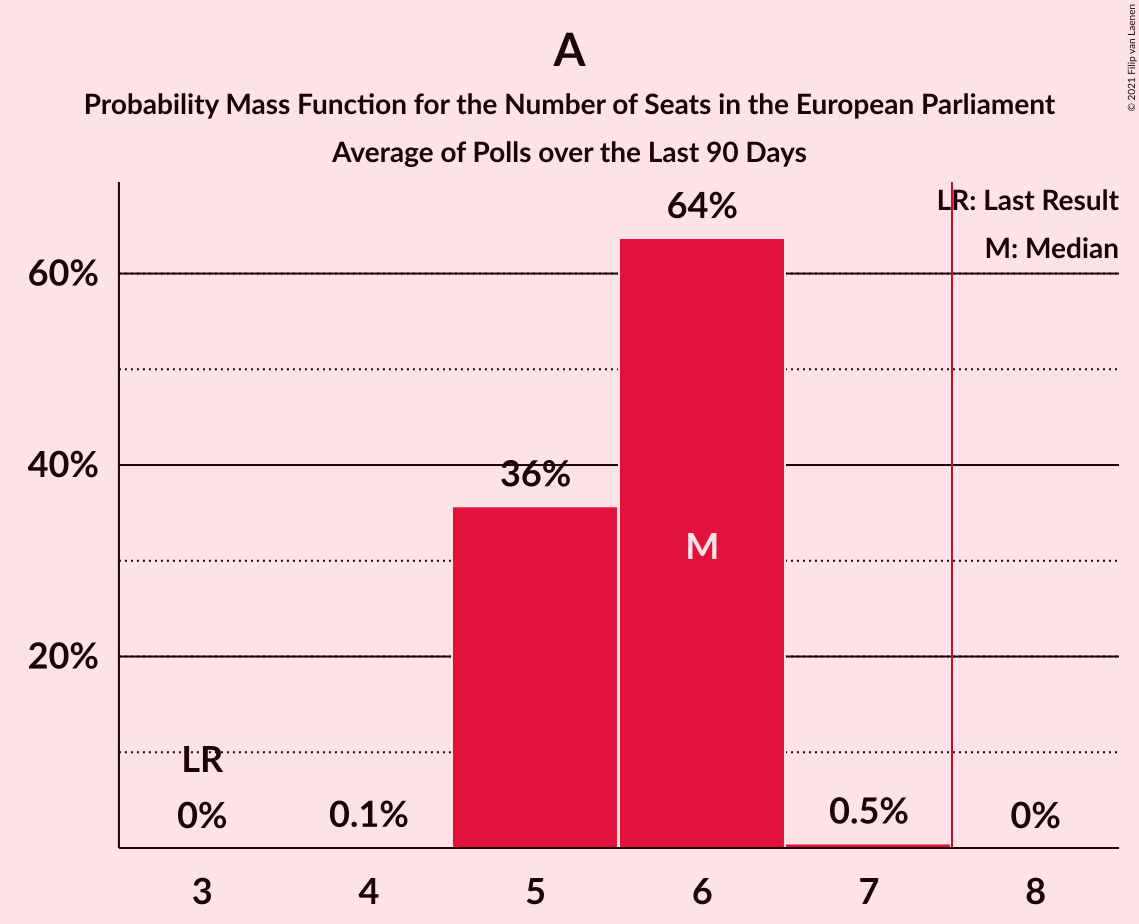 A
Probability Mass Function for the Number of Seats in the European Parliament
Average of Polls over the Last 90 Days
© 2021 Filip van Laenen
LR: Last Result
M: Median
64%
60%
40%
36%
M
20%
LR
0%
0.1%
0.5%
0%
3
4
5
6
7
8